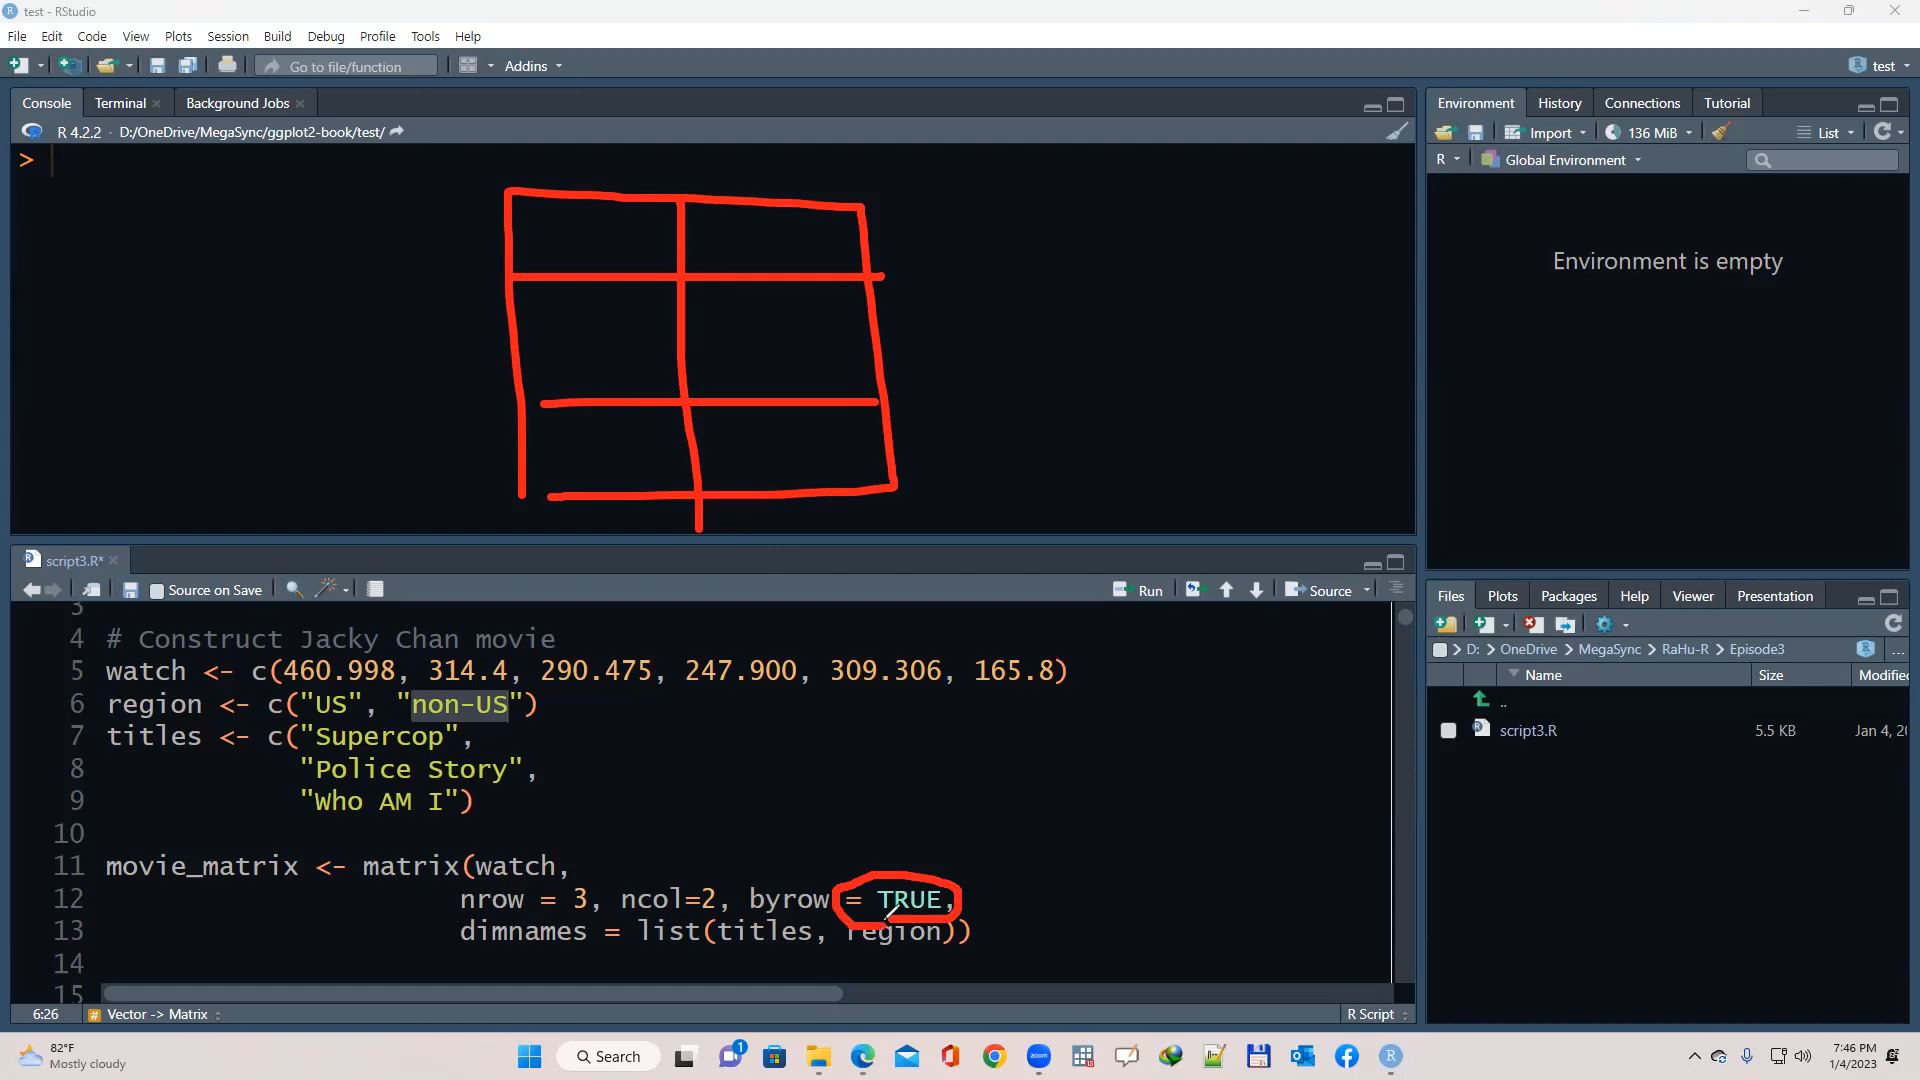 test - RStudio
File Edit Code View Plots Session Build Debug Profile Tools Help
Go to file/function Addins test
Console Terminal Background Jobs
R 4.2.2 · D:/OneDrive/MegaSync/ggplot2-book/test/
>
Environment History Connections Tutorial
Import 136 MiB List
R Global Environment
Environment is empty
script3.R*
Source on Save Run Source
3
4 # Construct Jacky Chan movie
5 watch <- c(460.998, 314.4, 290.475, 247.900, 309.306, 165.8)
6 region <- c("US", "non-US")
7 titles <- c("Supercop",
8 "Police Story",
9 "Who AM I")
10
11 movie_matrix <- matrix(watch,
12 nrow = 3, ncol=2, byrow = TRUE,
13 dimnames = list(titles, region))
14
15
6:26 # Vector -> Matrix R Script
Files Plots Packages Help Viewer Presentation
D: OneDrive MegaSync RaHu-R Episode3 ...
Name Size Modified
..
script3.R 5.5 KB Jan 4, 20
82°F
Mostly cloudy
Search
1
zoom
7:46 PM
1/4/2023